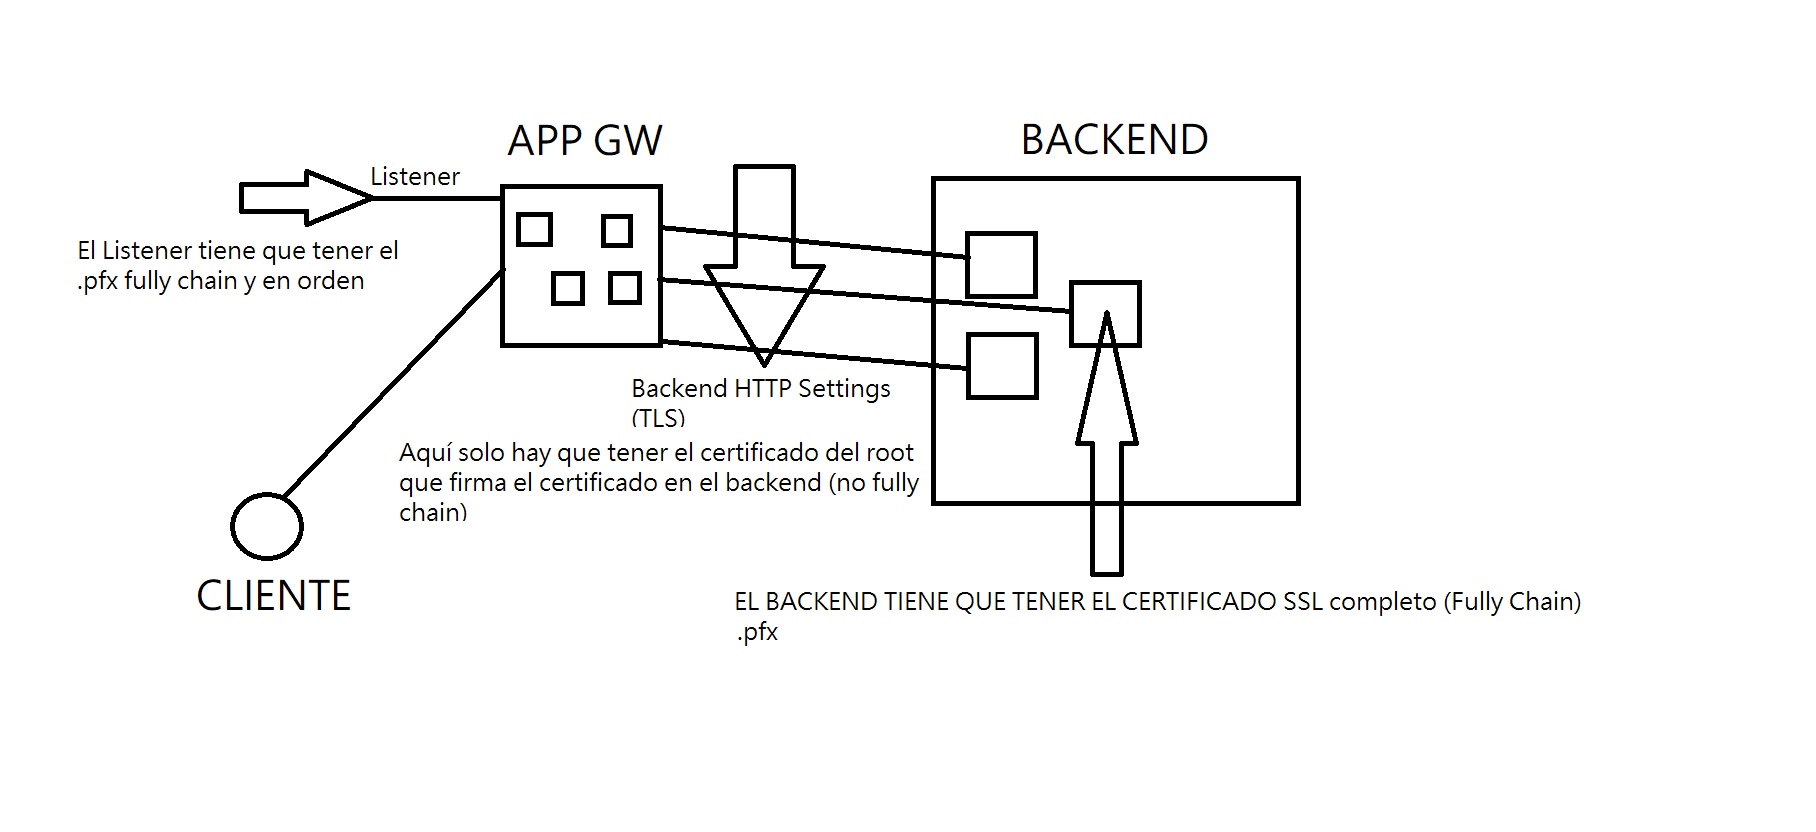 APP GW
BACKEND
Listener
El Listener tiene que tener el
.pfx fully chain y en orden
Backend HTTP Settings
(TLS)
Aquí solo hay que tener el certificado del root
que firma el certificado en el backend (no fully
chain)
CLIENTE
EL BACKEND TIENE QUE TENER EL CERTIFICADO SSL completo (Fully Chain)
.pfx